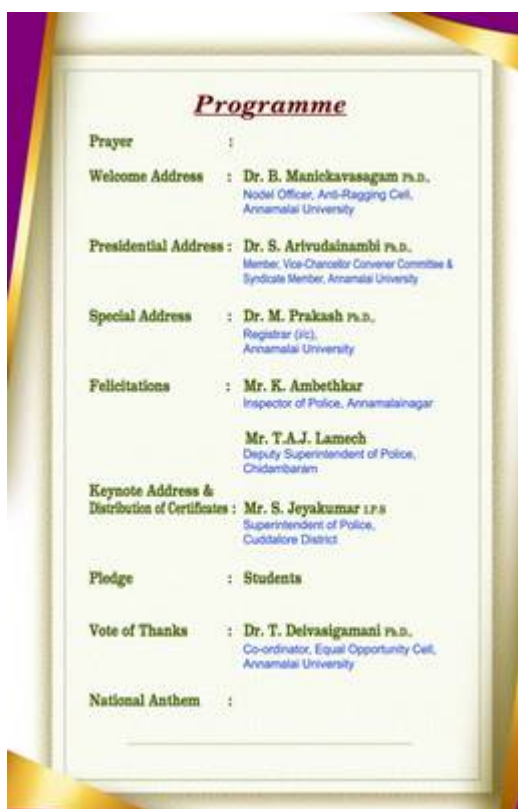 Programme
Prayer :
Welcome Address : Dr. B. Manickavasagam Ph.D.,
Nodel Officer, Anti-Ragging Cell,
Annamalai University
Presidential Address : Dr. S. Arivudainambi Ph.D.,
Member, Vice-Chancellor Convener Committee &
Syndicate Member, Annamalai University
Special Address : Dr. M. Prakash Ph.D.,
Registrar (i/c),
Annamalai University
Felicitations : Mr. K. Ambethkar
Inspector of Police, Annamalainagar
Mr. T.A.J. Lamech
Deputy Superintendent of Police,
Chidambaram
Keynote Address &
Distribution of Certificates : Mr. S. Jeyakumar I.P.S
Superintendent of Police,
Cuddalore District
Pledge : Students
Vote of Thanks : Dr. T. Deivasigamani Ph.D.,
Co-ordinator, Equal Opportunity Cell,
Annamalai University
National Anthem :